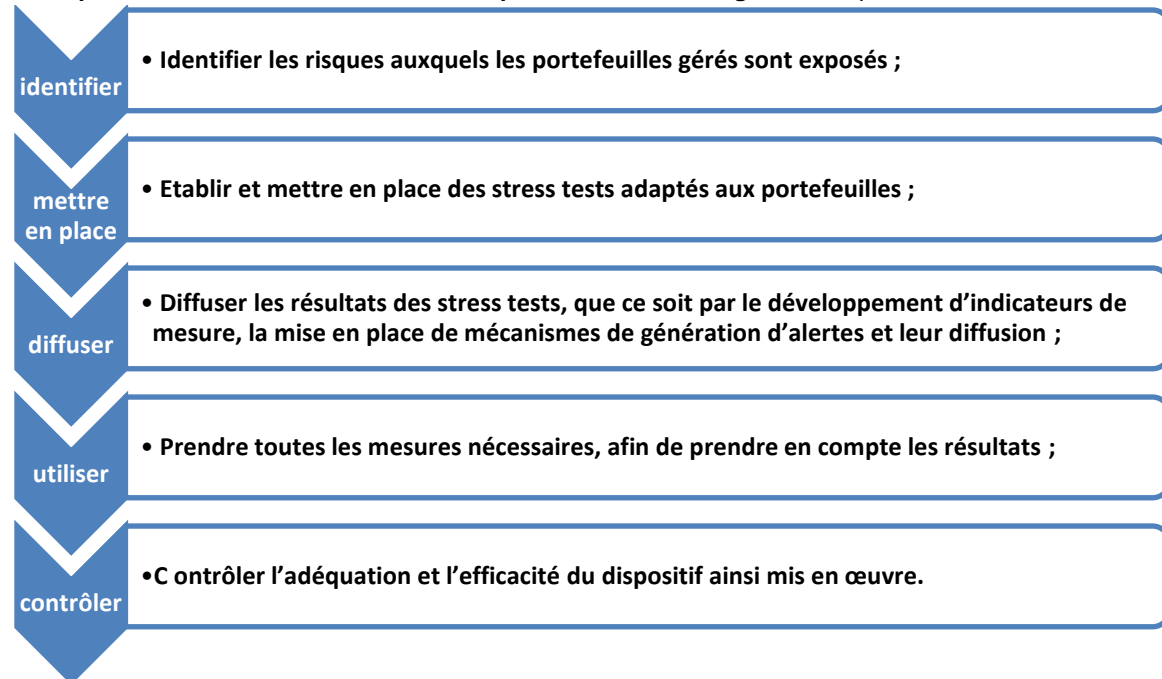 identifier
• Identifier les risques auxquels les portefeuilles gérés sont exposés ;
mettre
en place
• Etablir et mettre en place des stress tests adaptés aux portefeuilles ;
diffuser
• Diffuser les résultats des stress tests, que ce soit par le développement d’indicateurs de
mesure, la mise en place de mécanismes de génération d’alertes et leur diffusion ;
utiliser
• Prendre toutes les mesures nécessaires, afin de prendre en compte les résultats ;
contrôler
•C ontrôler l’adéquation et l’efficacité du dispositif ainsi mis en œuvre.